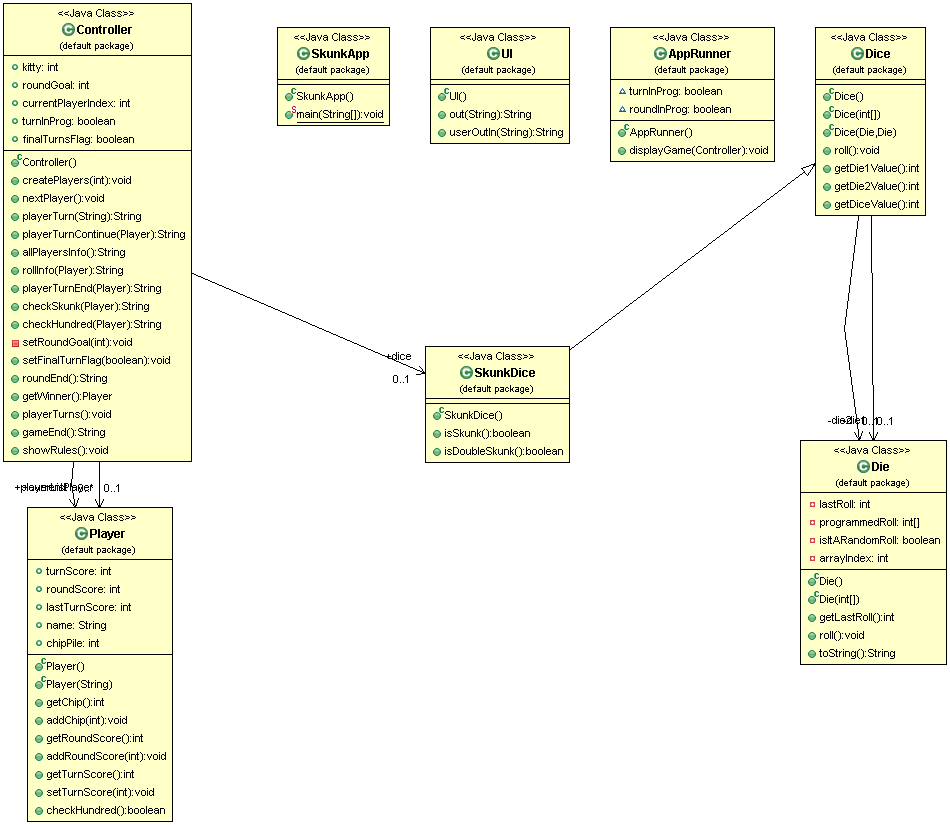 <<Java Class>>
Controller
(default package)
kitty: int
roundGoal: int
currentPlayerIndex: int
turnInProg: boolean
finalTurnsFlag: boolean
Controller()
createPlayers(int):void
nextPlayer():void
playerTurn(String):String
playerTurnContinue(Player):String
allPlayersInfo():String
rollInfo(Player):String
playerTurnEnd(Player):String
checkSkunk(Player):String
checkHundred(Player):String
setRoundGoal(int):void
setFinalTurnFlag(boolean):void
roundEnd():String
getWinner():Player
playerTurns():void
gameEnd():String
showRules():void
<<Java Class>>
SkunkApp
(default package)
SkunkApp()
main(String[]):void
<<Java Class>>
UI
(default package)
UI()
out(String):String
userOutIn(String):String
<<Java Class>>
AppRunner
(default package)
turnInProg: boolean
roundInProg: boolean
AppRunner()
displayGame(Controller):void
<<Java Class>>
Dice
(default package)
Dice()
Dice(int[])
Dice(Die,Die)
roll():void
getDie1Value():int
getDie2Value():int
getDiceValue():int
+dice
0..1
<<Java Class>>
SkunkDice
(default package)
SkunkDice()
isSkunk():boolean
isDoubleSkunk():boolean
0..1
<<Java Class>>
Die
(default package)
lastRoll: int
programmedRoll: int[]
isItARandomRoll: boolean
arrayIndex: int
Die()
Die(int[])
getLastRoll():int
roll():void
toString():String
0..1
<<Java Class>>
Player
(default package)
turnScore: int
roundScore: int
lastTurnScore: int
name: String
chipPile: int
Player()
Player(String)
getChip():int
addChip(int):void
getRoundScore():int
addRoundScore(int):void
getTurnScore():int
setTurnScore(int):void
checkHundred():boolean